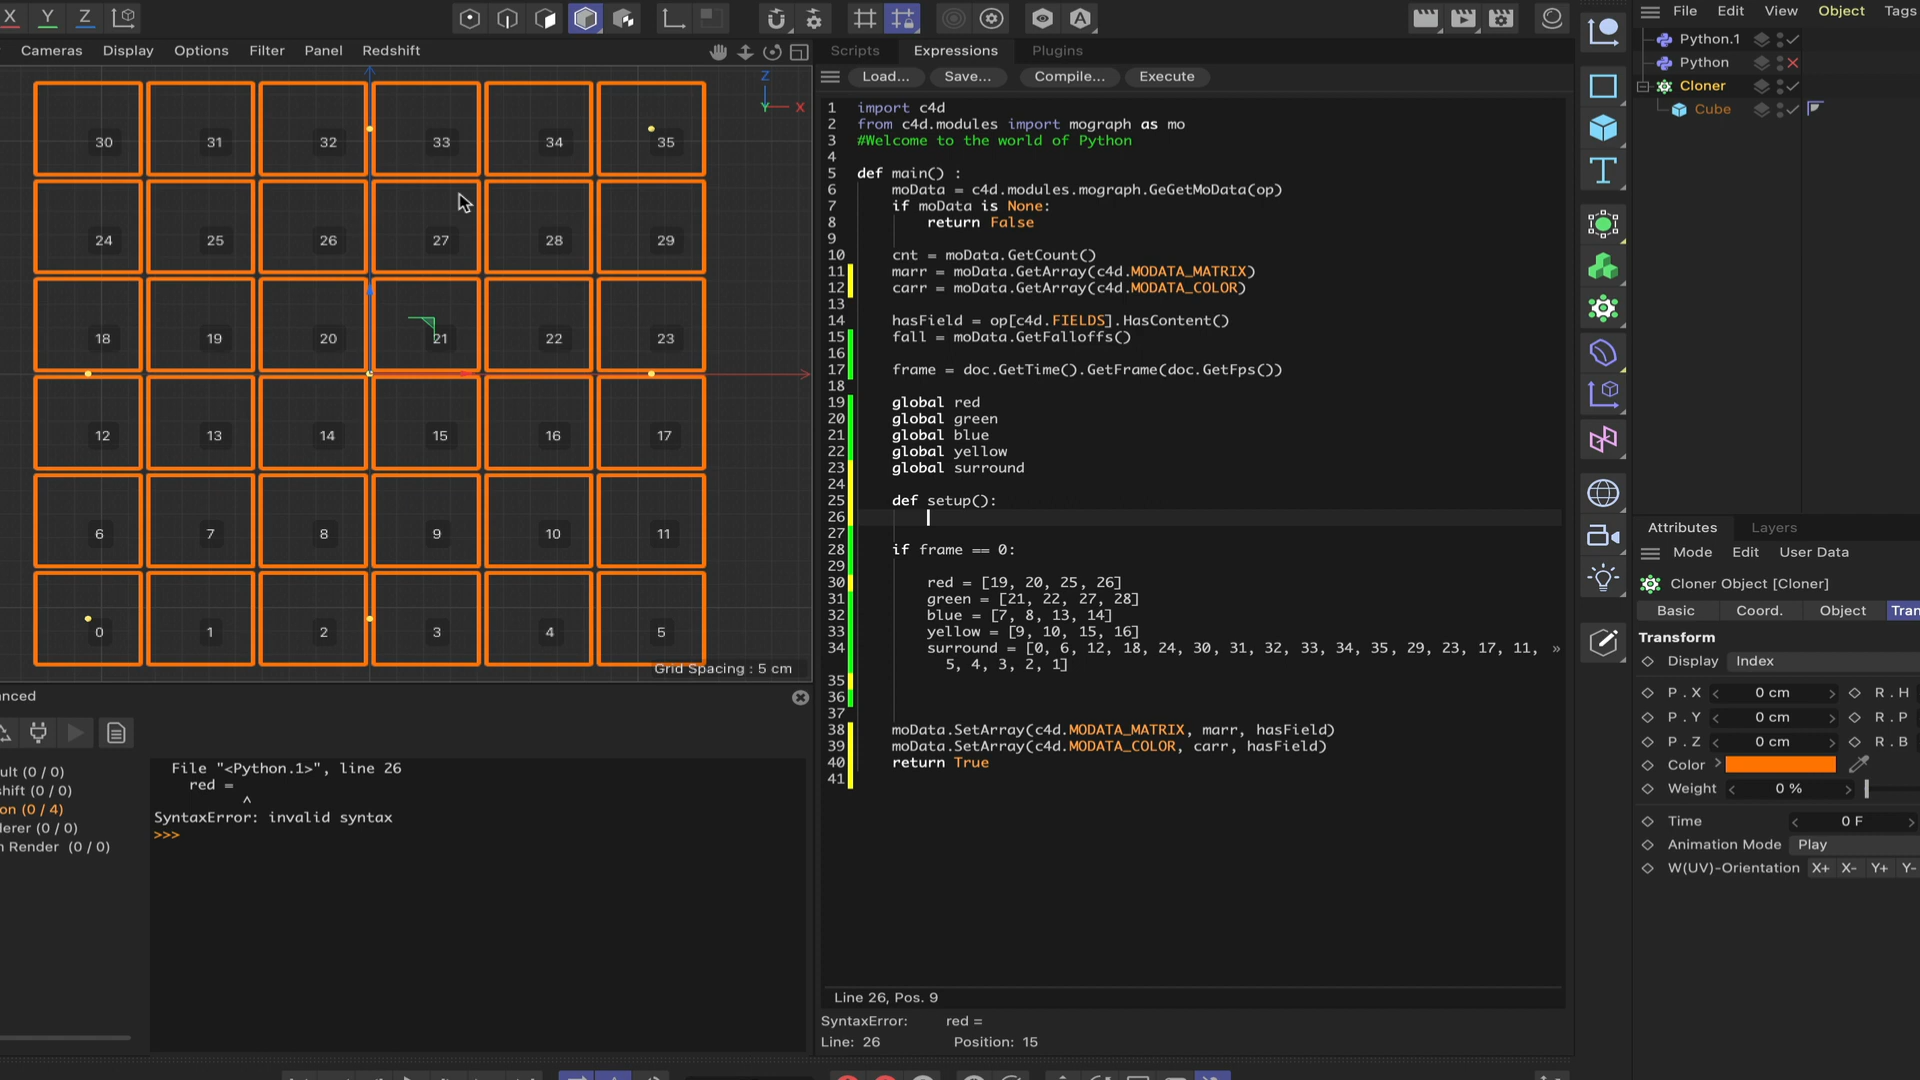 X Y Z
File Edit View Object Tags
Cameras Display Options Filter Panel Redshift
Scripts Expressions Plugins
Load... Save... Compile... Execute
Python.1
Python
Cloner
Cube
Z
Y X
30 31 32 33 34 35
24 25 26 27 28 29
18 19 20 21 22 23
12 13 14 15 16 17
6 7 8 9 10 11
0 1 2 3 4 5
Grid Spacing : 5 cm
1 import c4d
2 from c4d.modules import mograph as mo
3 #Welcome to the world of Python
4
5 def main() :
6 moData = c4d.modules.mograph.GeGetMoData(op)
7 if moData is None:
8 return False
9
10 cnt = moData.GetCount()
11 marr = moData.GetArray(c4d.MODATA_MATRIX)
12 carr = moData.GetArray(c4d.MODATA_COLOR)
13
14 hasField = op[c4d.FIELDS].HasContent()
15 fall = moData.GetFalloffs()
16
17 frame = doc.GetTime().GetFrame(doc.GetFps())
18
19 global red
20 global green
21 global blue
22 global yellow
23 global surround
24
25 def setup():
26
27
28 if frame == 0:
29
30 red = [19, 20, 25, 26]
31 green = [21, 22, 27, 28]
32 blue = [7, 8, 13, 14]
33 yellow = [9, 10, 15, 16]
34 surround = [0, 6, 12, 18, 24, 30, 31, 32, 33, 34, 35, 29, 23, 17, 11, »
5, 4, 3, 2, 1]
35
36
37
38 moData.SetArray(c4d.MODATA_MATRIX, marr, hasField)
39 moData.SetArray(c4d.MODATA_COLOR, carr, hasField)
40 return True
41
Line 26, Pos. 9
SyntaxError: red =
Line: 26 Position: 15
nced
ult (0 / 0)
shift (0 / 0)
on (0 / 4)
lerer (0 / 0)
n Render (0 / 0)
File "<Python.1>", line 26
red =
^
SyntaxError: invalid syntax
>>>
Attributes Layers
Mode Edit User Data
Cloner Object [Cloner]
Basic Coord. Object Tran
Transform
Display Index
P . X 0 cm R . H
P . Y 0 cm R . P
P . Z 0 cm R . B
Color
Weight 0 %
Time 0 F
Animation Mode Play
W(UV)-Orientation X+ X- Y+ Y-